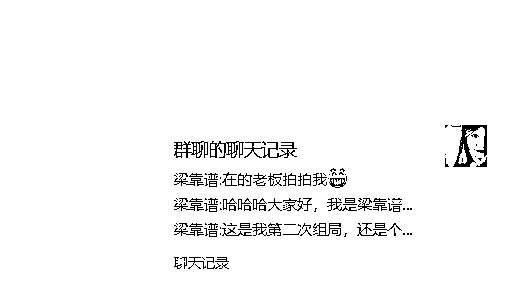 群聊的聊天记录
梁靠谱:在的老板拍拍我😁
梁靠谱:哈哈哈大家好，我是梁靠谱...
梁靠谱:这是我第二次组局，还是个...
聊天记录